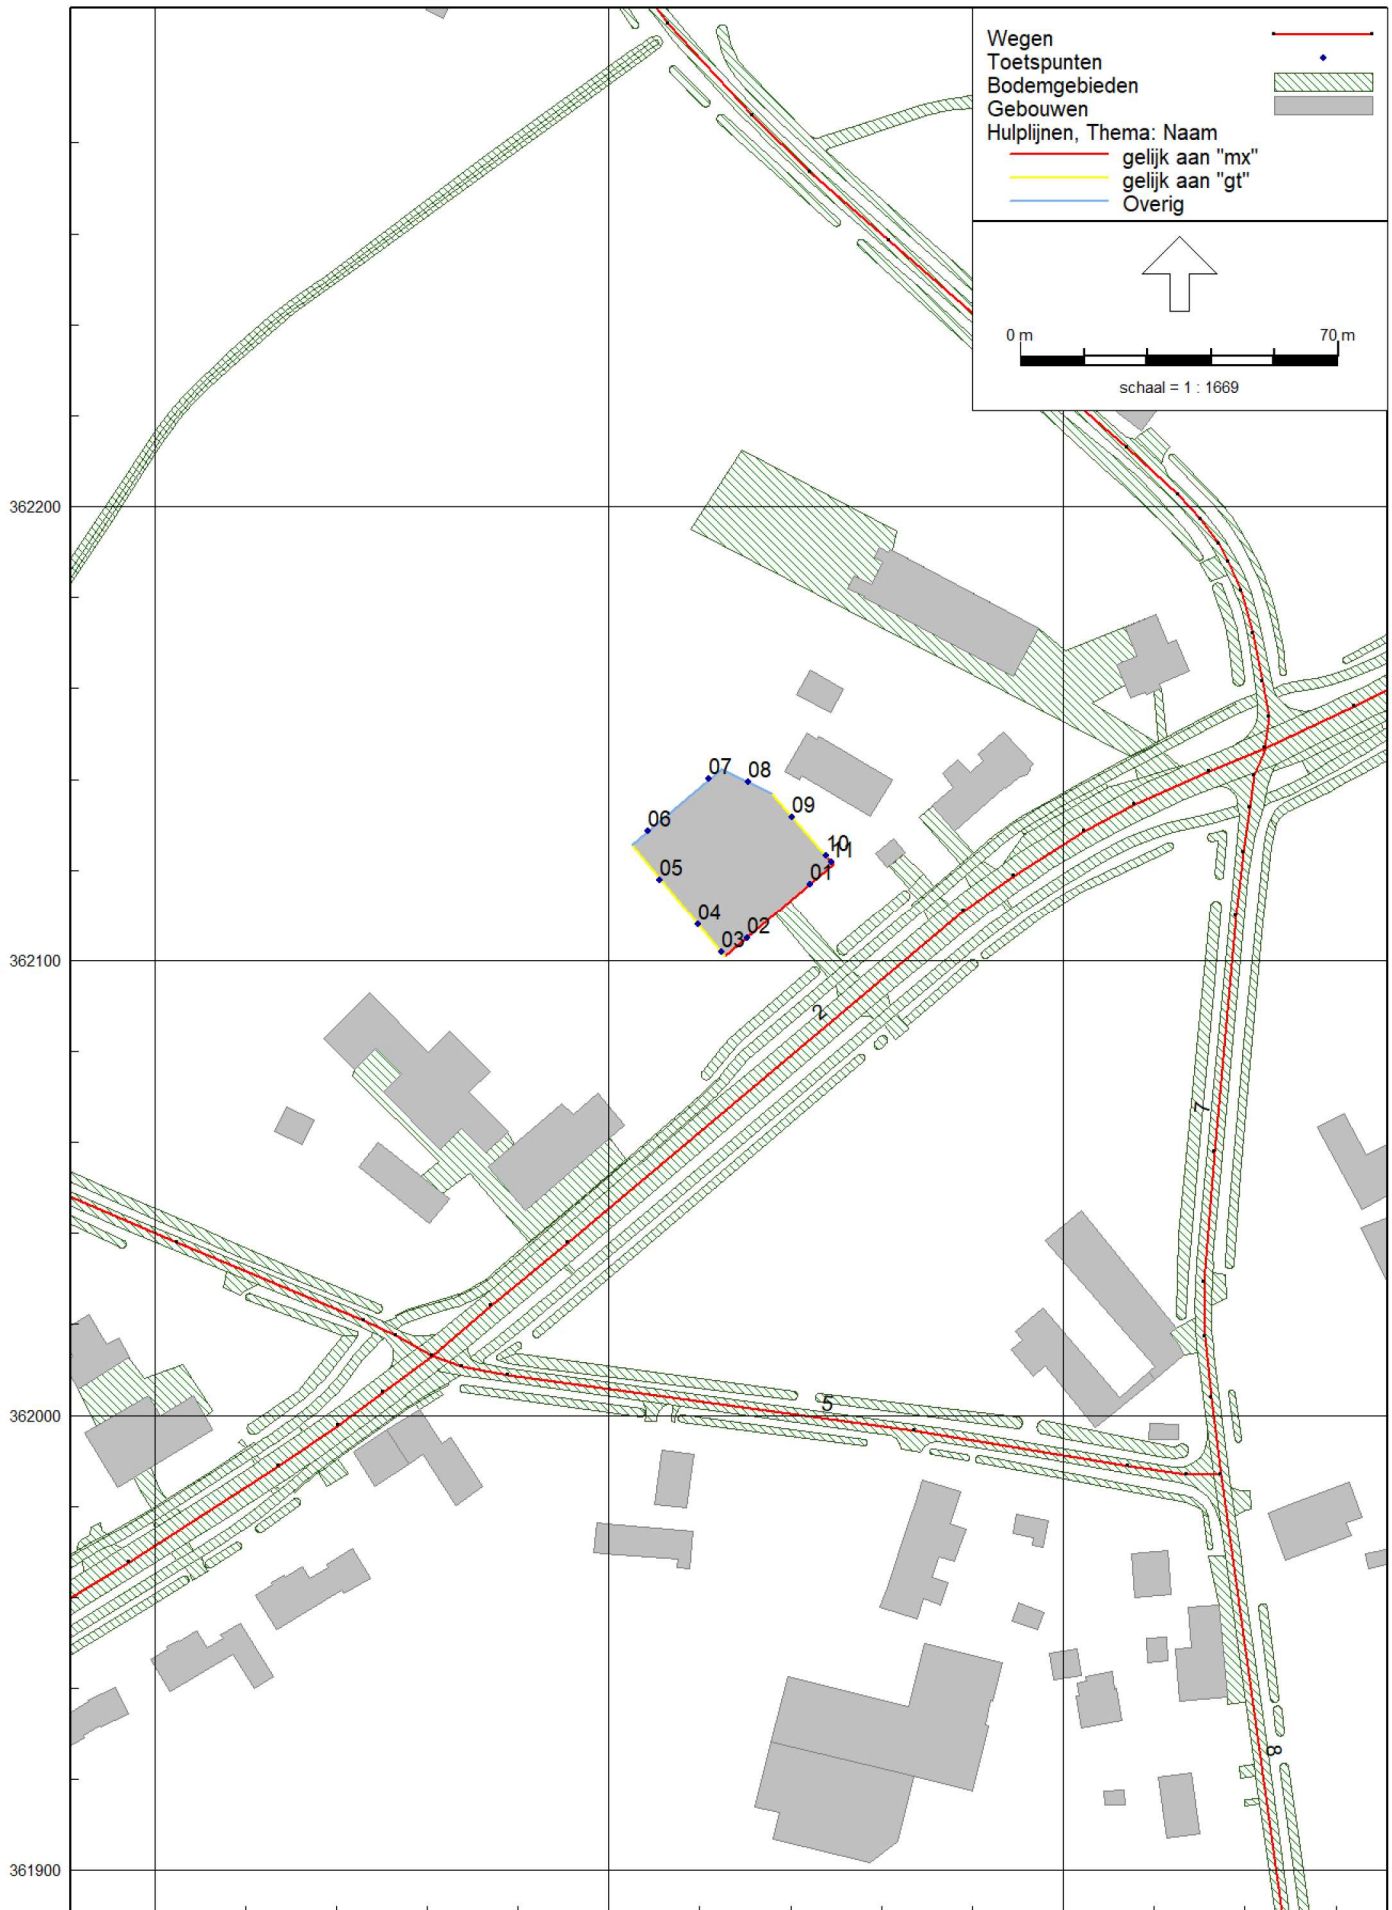 Wegen
Toetspunten
Bodemgebieden
Gebouwen
Hulplijnen, Thema: Naam
gelijk aan "mx"
gelijk aan "gt"
Overig
0 m 70 m
schaal = 1 : 1669
362200
07
08
06
09
10
11
05
01
04
02
03
362100
2
7
5
362000
8
361900